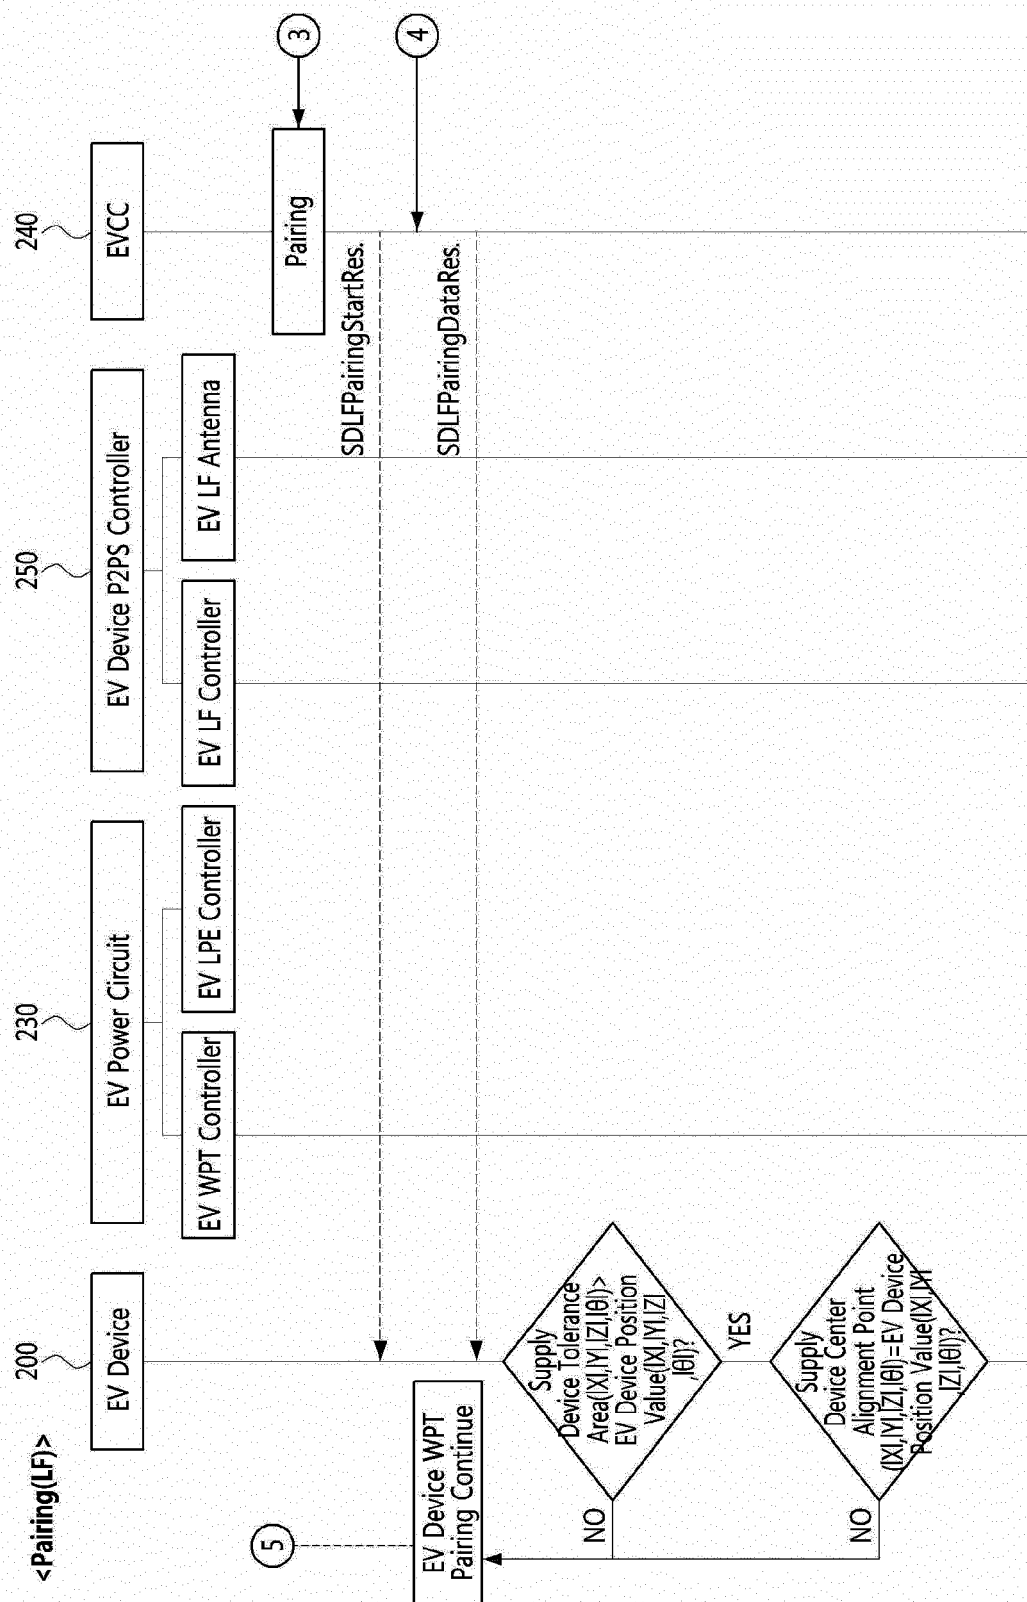 <Pairing(LF)>
200
230
250
240
EV Device
EV Power Circuit
EV Device P2PS Controller
EVCC
EV WPT Controller
EV LPE Controller
EV LF Controller
EV LF Antenna
5
Pairing
3
SDLFPairingStartRes.
4
SDLFPairingDataRes.
EV Device WPT
Pairing Continue
Supply
Device Tolerance
Area(|X|,|Y|,|Z|,|θ|)>
EV Device Position
Value(|X|,|Y|,|Z|
,|θ|)?
NO
YES
Supply
Device Center
Alignment Point
(|X|,|Y|,|Z|,|θ|)=EV Device
Position Value(|X|,|Y|
,|Z|,|θ|)?
NO